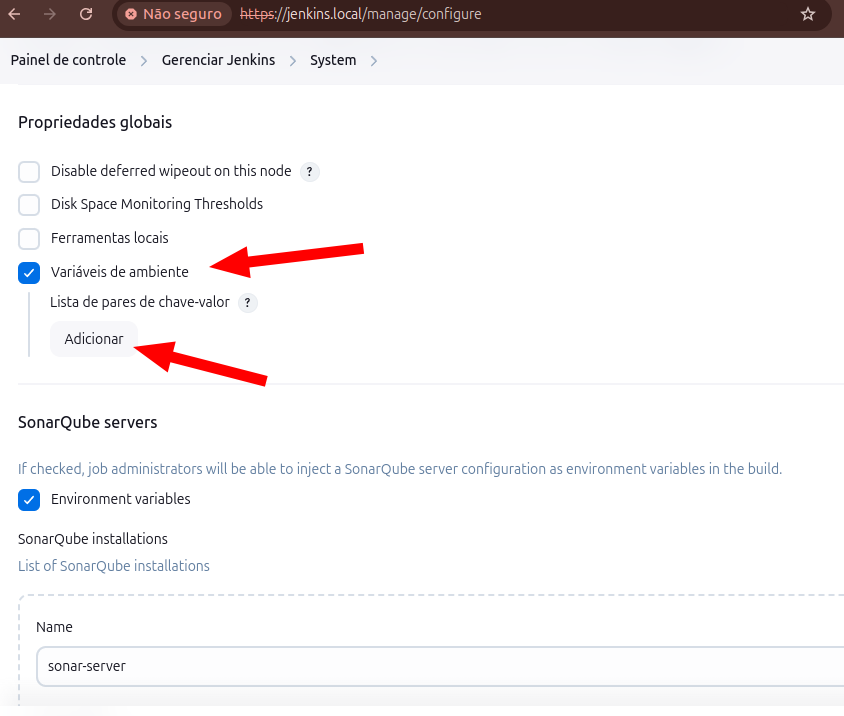 Não seguro https://jenkins.local/manage/configure
Painel de controle > Gerenciar Jenkins > System >
Propriedades globais
Disable deferred wipeout on this node ?
Disk Space Monitoring Thresholds
Ferramentas locais
Variáveis de ambiente
Lista de pares de chave-valor ?
Adicionar
SonarQube servers
If checked, job administrators will be able to inject a SonarQube server configuration as environment variables in the build.
Environment variables
SonarQube installations
List of SonarQube installations
Name
sonar-server